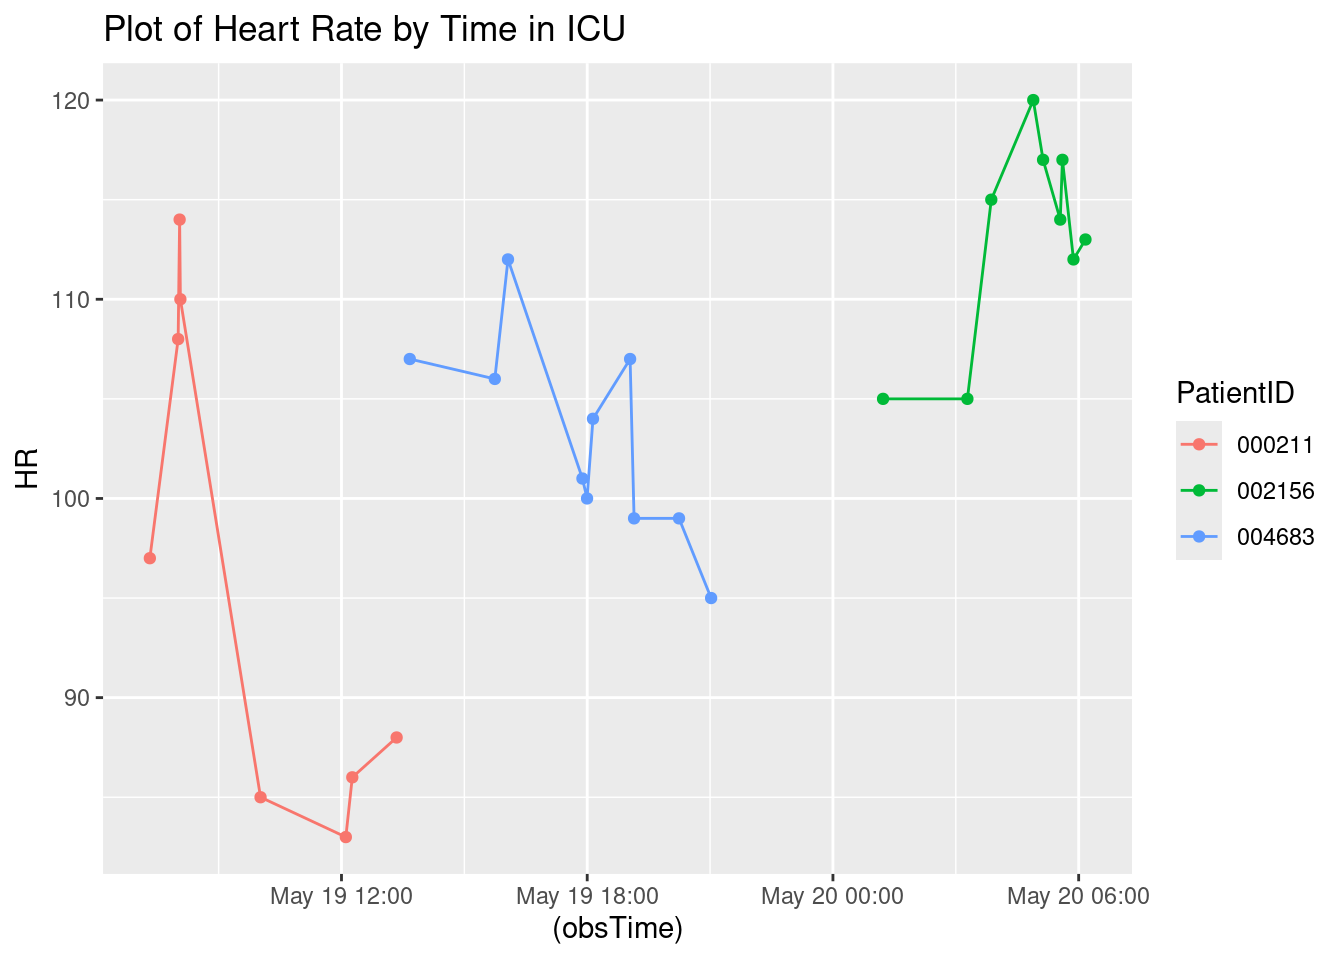 Plot of Heart Rate by Time in ICU
120
110
100
90
HR
May 19 12:00
May 19 18:00
May 20 00:00
May 20 06:00
(obsTime)
PatientID
000211
002156
004683